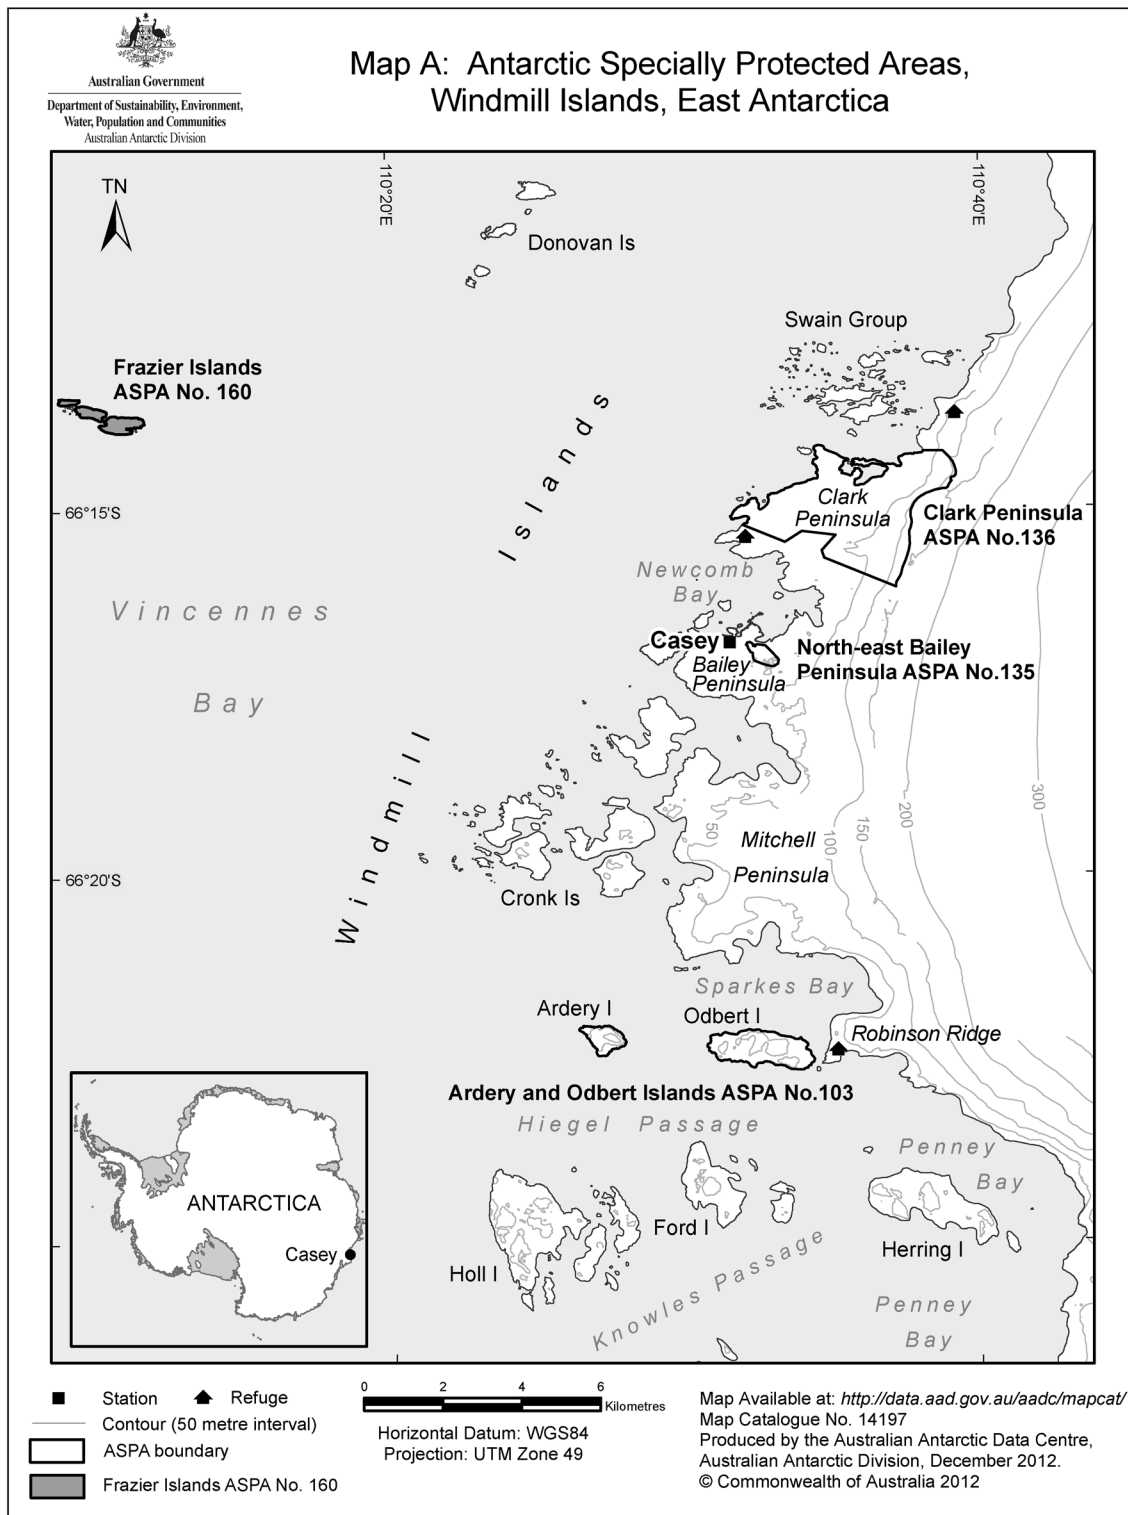 Australian Government
Department of Sustainability, Environment,
Water, Population and Communities
Australian Antarctic Division
Map A:  Antarctic Specially Protected Areas,
Windmill Islands, East Antarctica
TN
110°20'E
110°40'E
Donovan Is
Swain Group
Frazier Islands
ASPA No. 160
Windmill Islands
66°15'S
Clark
Peninsula
Clark Peninsula
ASPA No.136
Newcomb
Bay
Vincennes
Bay
Casey
Bailey
Peninsula
North-east Bailey
Peninsula ASPA No.135
50
100
150
200
300
Mitchell
Peninsula
66°20'S
Cronk Is
Sparkes Bay
Ardery I
Odbert I
Robinson Ridge
Ardery and Odbert Islands ASPA No.103
Hiegel Passage
Penney
Bay
Ford I
Holl I
Herring I
Knowles Passage
Penney
Bay
ANTARCTICA
Casey
Station
Refuge
Contour (50 metre interval)
ASPA boundary
Frazier Islands ASPA No. 160
0 2 4 6
Kilometres
Horizontal Datum: WGS84
Projection: UTM Zone 49
Map Available at: http://data.aad.gov.au/aadc/mapcat/
Map Catalogue No. 14197
Produced by the Australian Antarctic Data Centre,
Australian Antarctic Division, December 2012.
© Commonwealth of Australia 2012